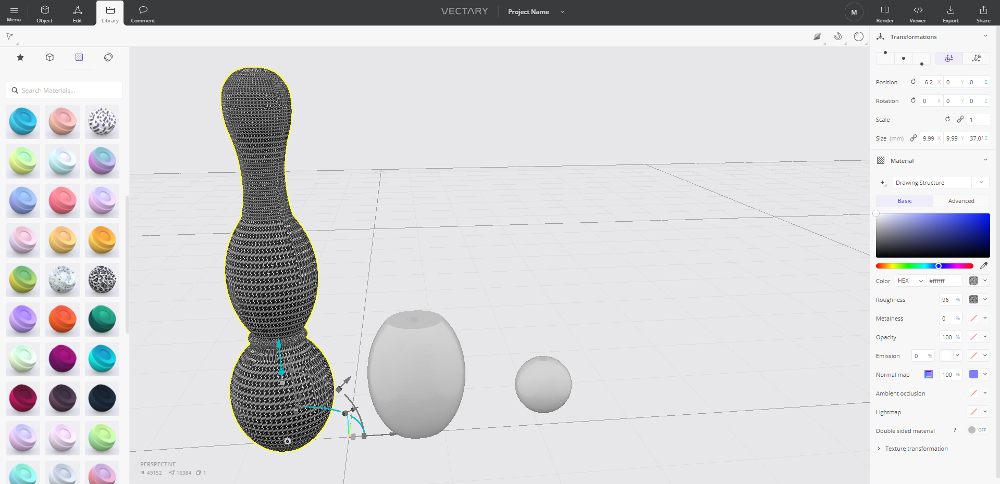 Menu
Object
Edit
Library
Comment
VECTARY
Project Name
M
Render
Viewer
Export
Share
Search Materials...
PERSPECTIVE
49152 16384 1
Transformations
L G
Position -6.2 X 0 Y 0 Z
Rotation 0 X 0 Y 0 Z
Scale 1
Size (mm) 9.99 X 9.99 Y 37.01 Z
Material
+ Drawing Structure
Basic Advanced
Color HEX #ffffff
Roughness 96 %
Metalness 0 %
Opacity 100 %
Emission 0 %
Normal map 100 %
Ambient occlusion
Lightmap
Double sided material ? OFF
Texture transformation